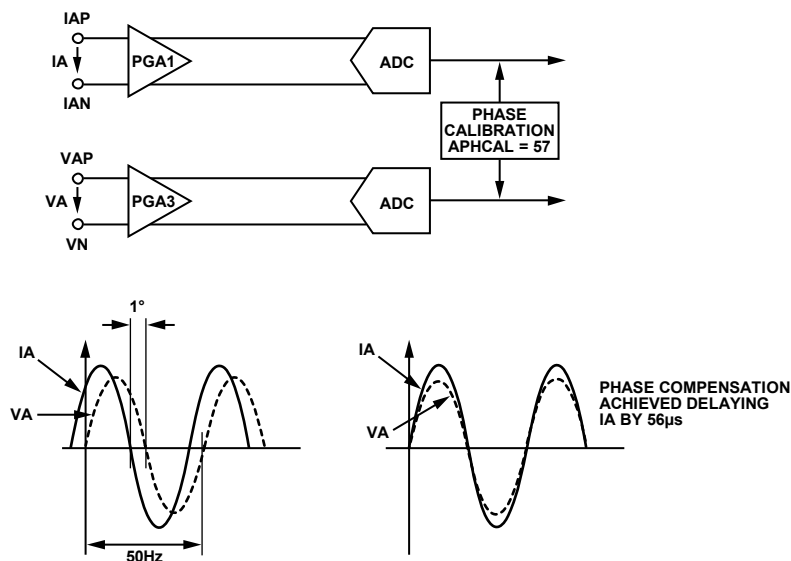 IAP
IA
IAN
PGA1
ADC
PHASE
CALIBRATION
APHCAL = 57
VAP
VA
VN
PGA3
ADC
1°
IA
VA
50Hz
IA
VA
PHASE COMPENSATION
ACHIEVED DELAYING
IA BY 56µs